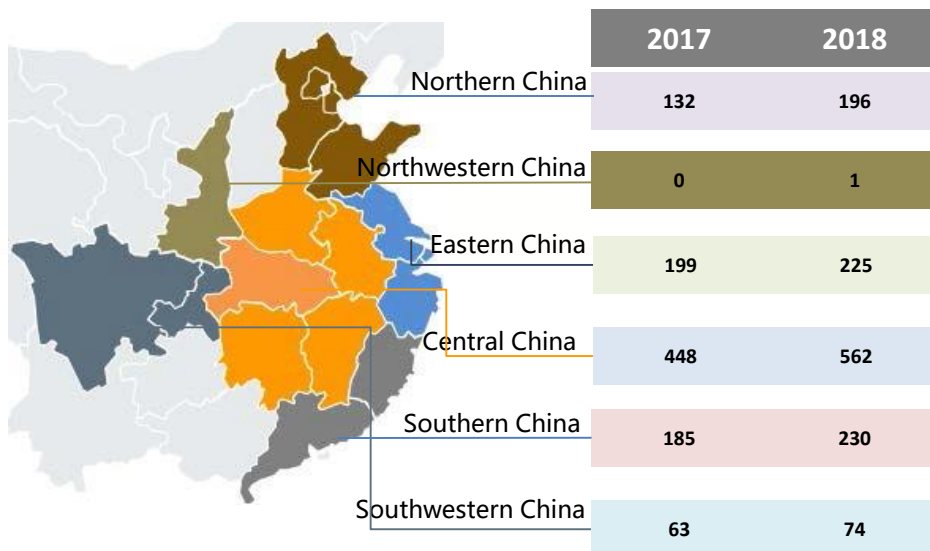 2017 2018
Northern China 132 196
Northwestern China 0 1
Eastern China 199 225
Central China 448 562
Southern China 185 230
Southwestern China 63 74